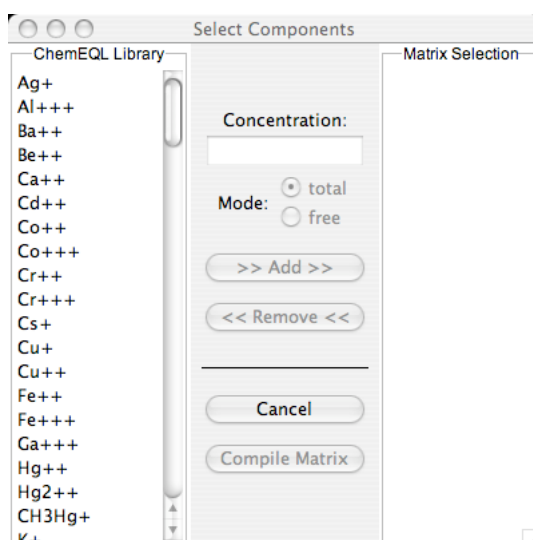 Select Components
ChemEQL Library
Ag+
Al+++
Ba++
Be++
Ca++
Cd++
Co++
Co+++
Cr++
Cr+++
Cs+
Cu+
Cu++
Fe++
Fe+++
Ga+++
Hg++
Hg2++
CH3Hg+
K+
Concentration:
Mode:
total
free
>> Add >>
<< Remove <<
Cancel
Compile Matrix
Matrix Selection